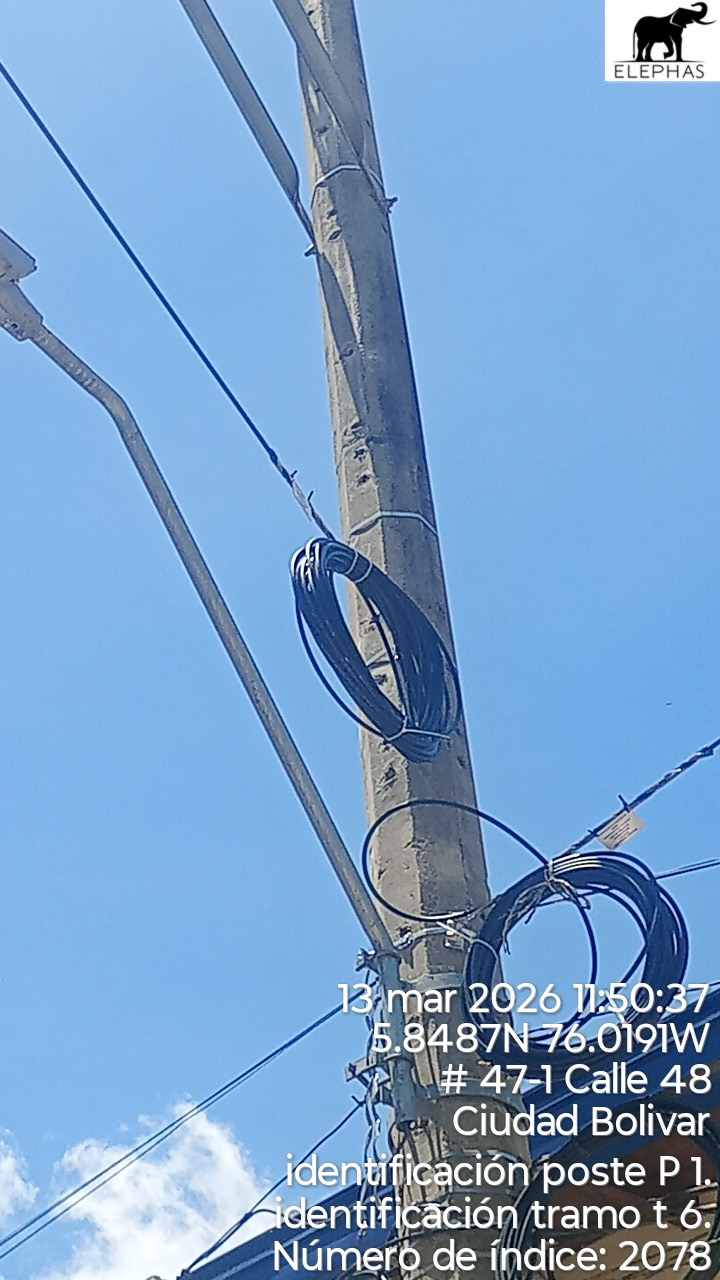 ELEPHAS
13 mar 2026 11:50:37
5.8487N 76.0191W
# 47-1 Calle 48
Ciudad Bolivar
identificación poste P 1.
identificación tramo t 6.
Número de índice: 2078